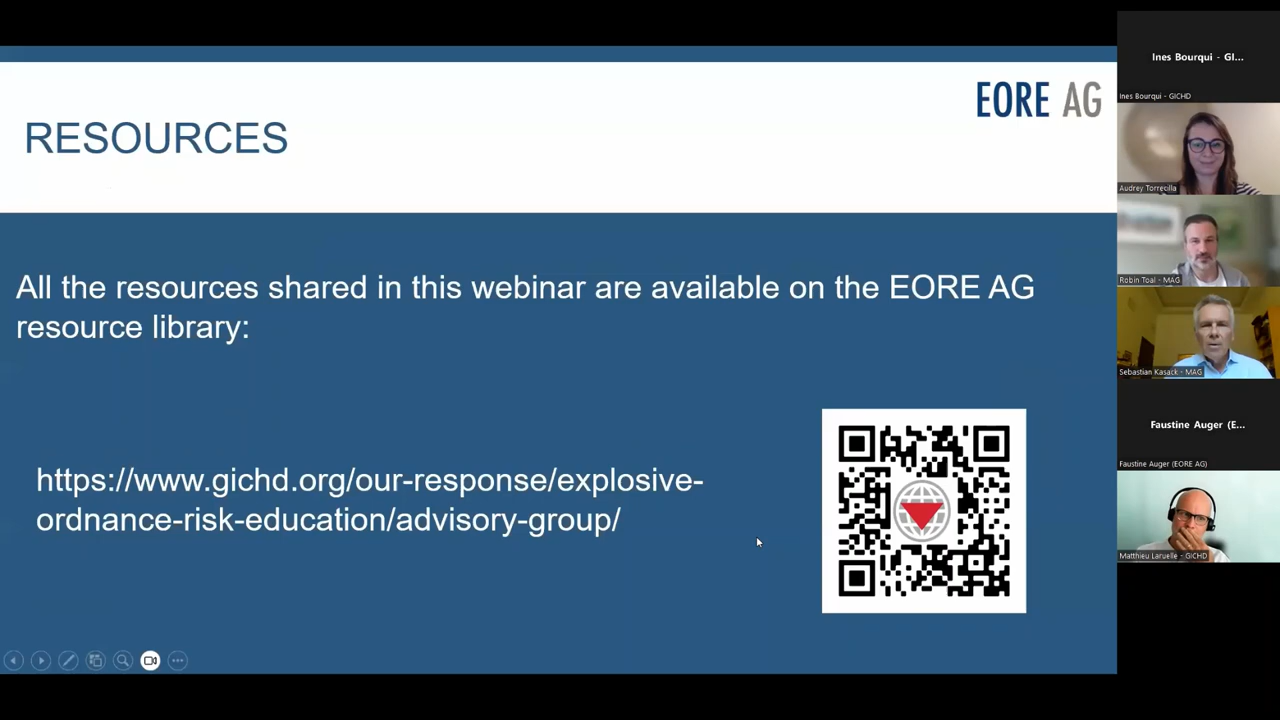 EORE AG
RESOURCES
All the resources shared in this webinar are available on the EORE AG
resource library:
https://www.gichd.org/our-response/explosive-
ordnance-risk-education/advisory-group/
Ines Bourqui - GI...
Ines Bourqui - GICHD
Audrey Torrecilla
Robin Toal - MAG
Sebastian Kasack - MAG
Faustine Auger (E...
Faustine Auger (EORE AG)
Matthieu Laruelle - GICHD